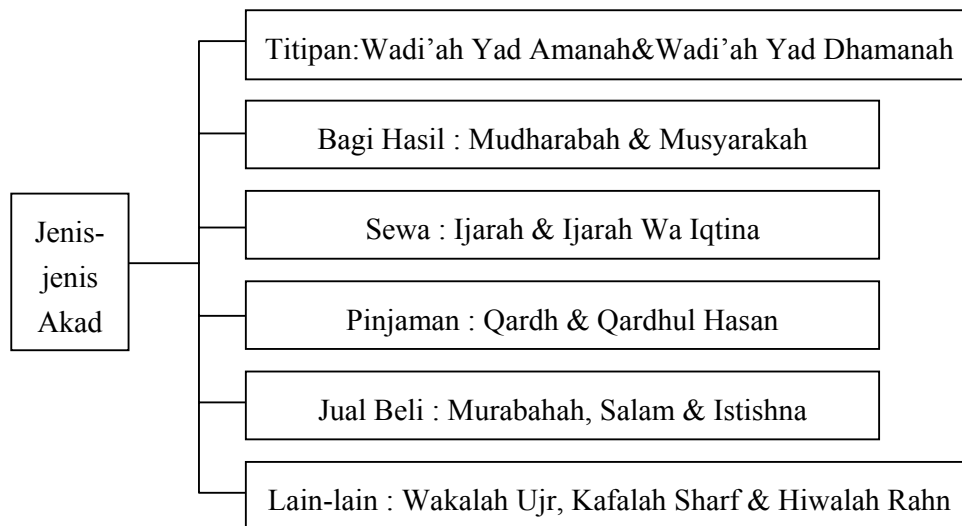 Titipan:Wadi’ah Yad Amanah&Wadi’ah Yad Dhamanah
Bagi Hasil : Mudharabah & Musyarakah
Sewa : Ijarah & Ijarah Wa Iqtina
Jenis-
jenis
Akad
Pinjaman : Qardh & Qardhul Hasan
Jual Beli : Murabahah, Salam & Istishna
Lain-lain : Wakalah Ujr, Kafalah Sharf & Hiwalah Rahn